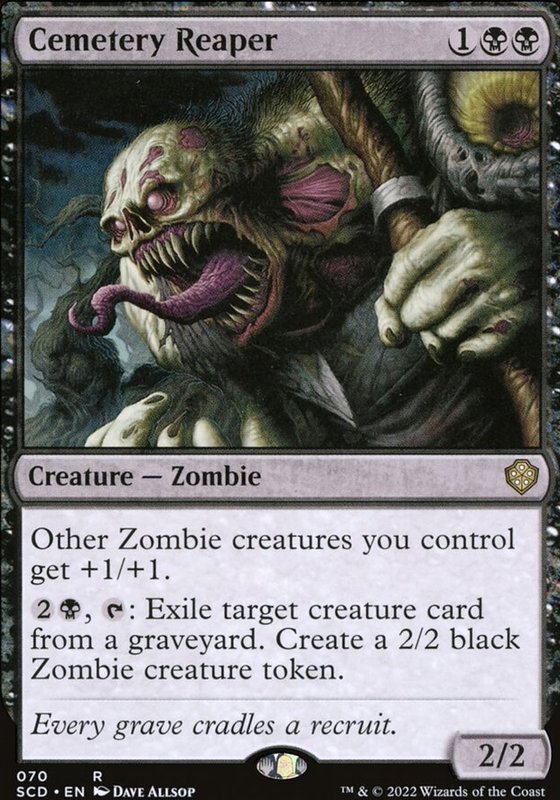 Cemetery Reaper 1
Creature — Zombie
Other Zombie creatures you control
get +1/+1.
2, : Exile target creature card
from a graveyard. Create a 2/2 black
Zombie creature token.
Every grave cradles a recruit.
2/2
070 R
SCD • EN Dave Allsop
™ & © 2022 Wizards of the Coast